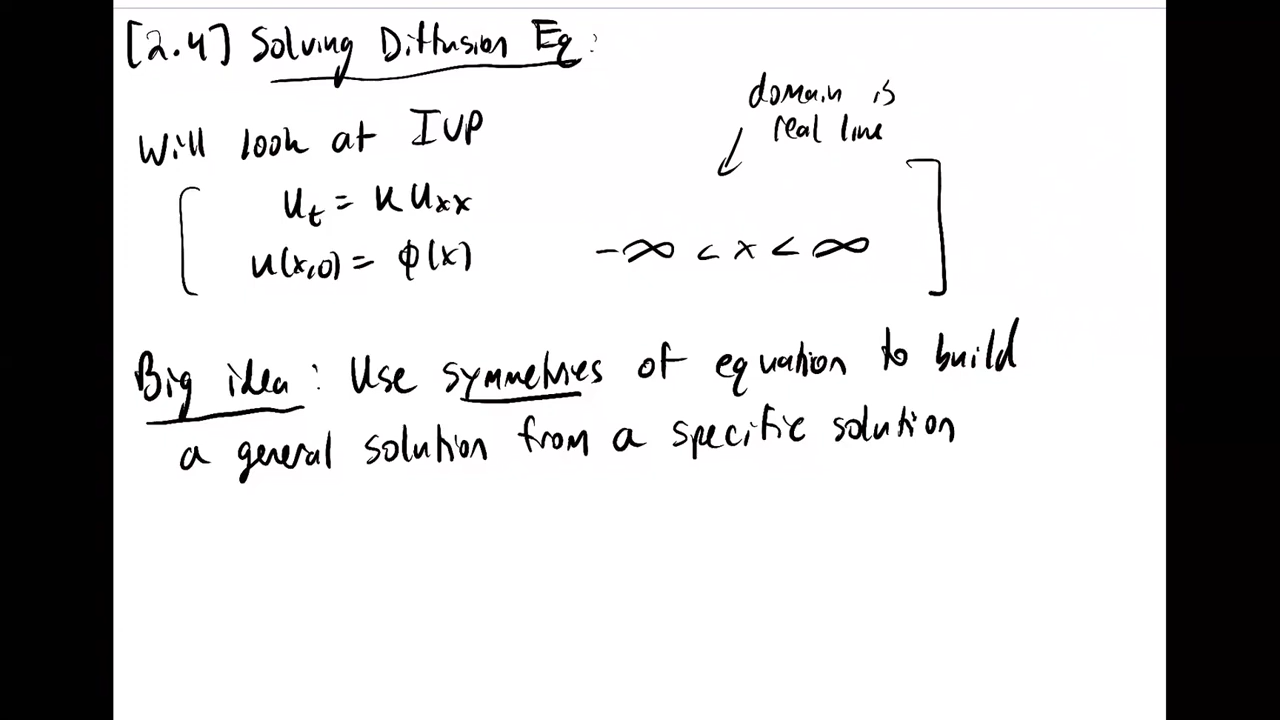 [2.4] Solving Diffusion Eq:
domain is
real line
Will look at IVP
u_t = k u_xx
u(x,0) = φ(x) -∞ < x < ∞
Big idea: Use symmetries of equation to build
a general solution from a specific solution